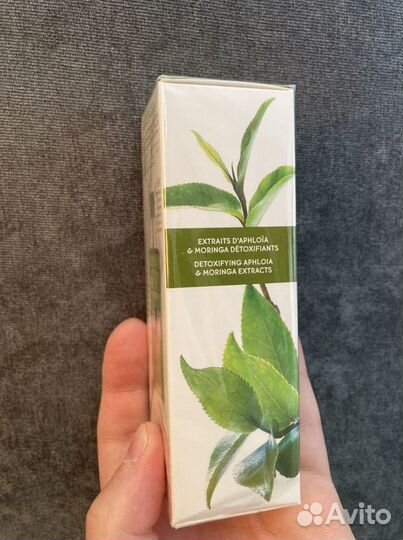 EXTRAITS D'APHLOÏA
& MORINGA DÉTOXIFIANTS
DETOXIFYING APHLOIA
& MORINGA EXTRACTS
Avito